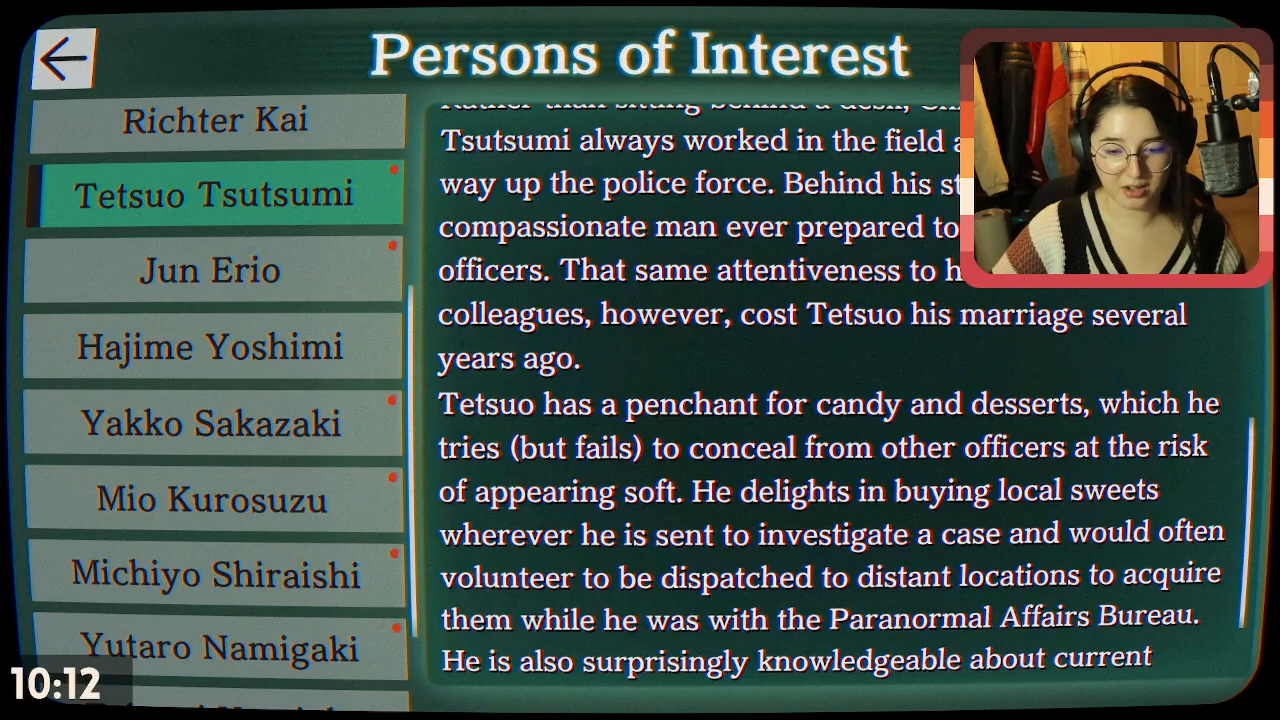 Persons of Interest
Richter Kai
Tetsuo Tsutsumi
Jun Erio
Hajime Yoshimi
Yakko Sakazaki
Mio Kurosuzu
Michiyo Shiraishi
Yutaro Namigaki
Rather than sitting behind a desk,
Tsutsumi always worked in the field
way up the police force. Behind his
compassionate man ever prepared to
officers. That same attentiveness to
colleagues, however, cost Tetsuo his marriage several
years ago.
Tetsuo has a penchant for candy and desserts, which he
tries (but fails) to conceal from other officers at the risk
of appearing soft. He delights in buying local sweets
wherever he is sent to investigate a case and would often
volunteer to be dispatched to distant locations to acquire
them while he was with the Paranormal Affairs Bureau.
He is also surprisingly knowledgeable about current
10:12